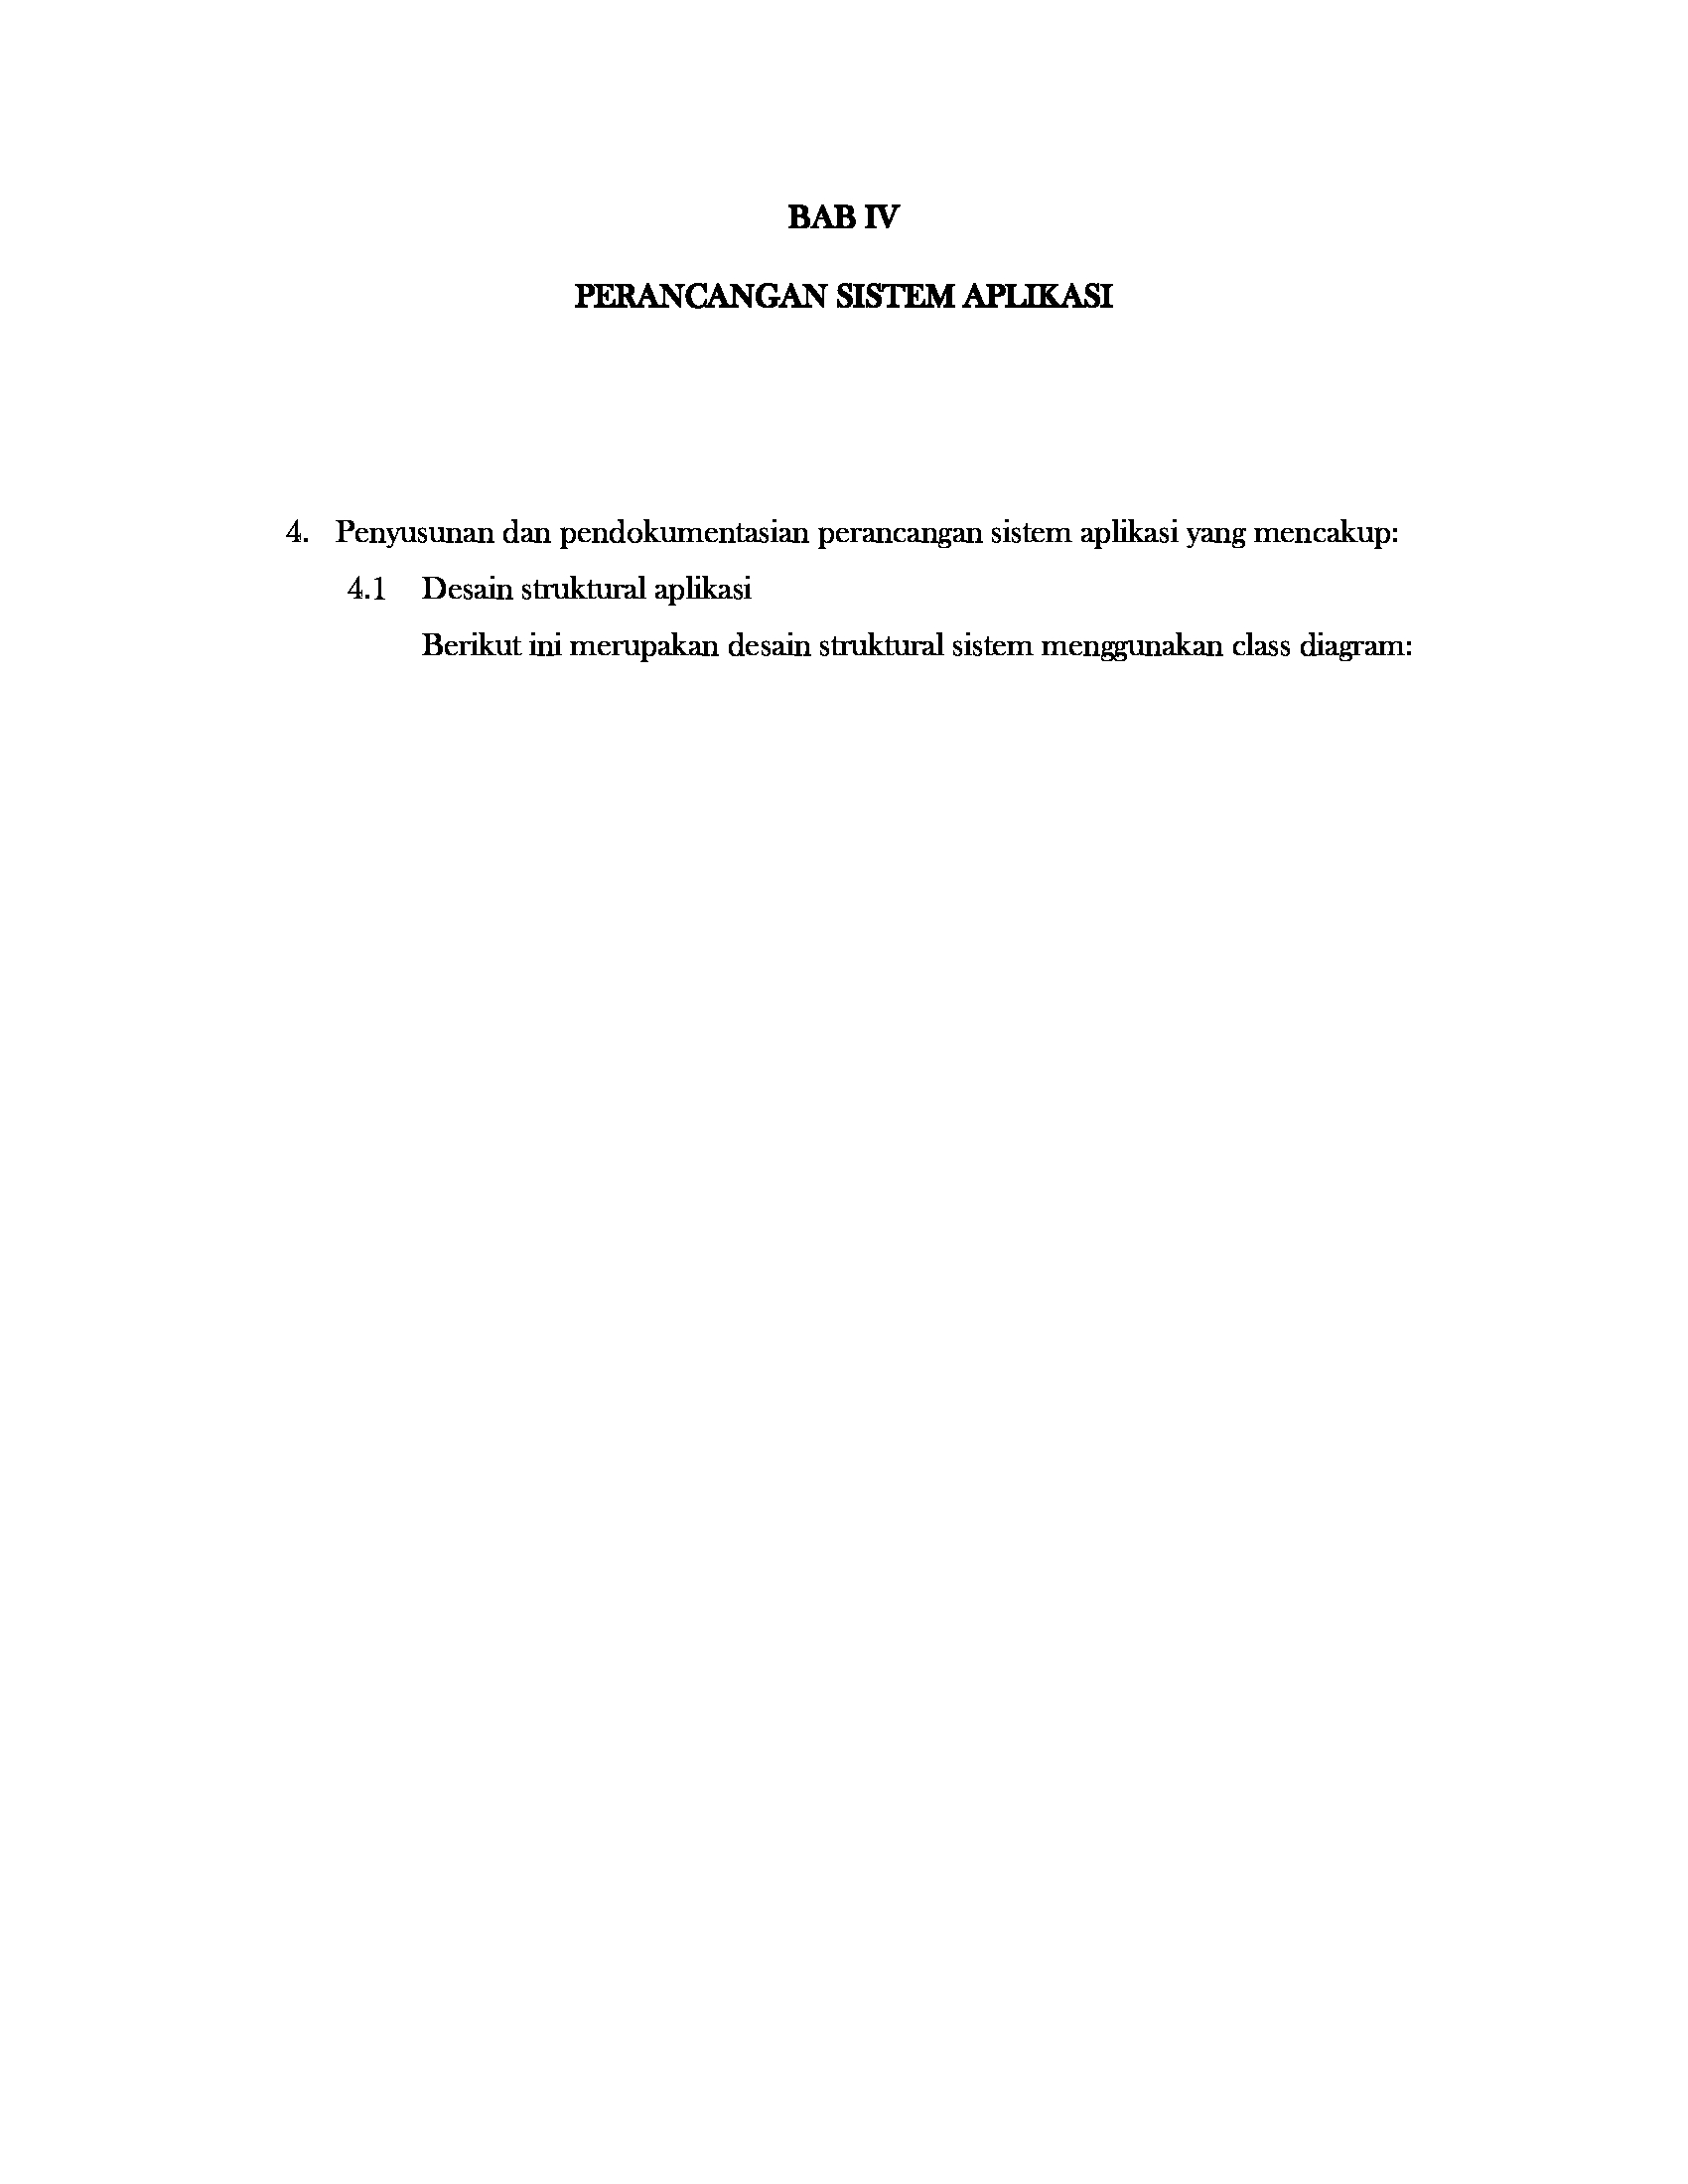 BAB IV
PERANCANGAN SISTEM APLIKASI
4. Penyusunan dan pendokumentasian perancangan sistem aplikasi yang mencakup:
4.1 Desain struktural aplikasi
Berikut ini merupakan desain struktural sistem menggunakan class diagram: